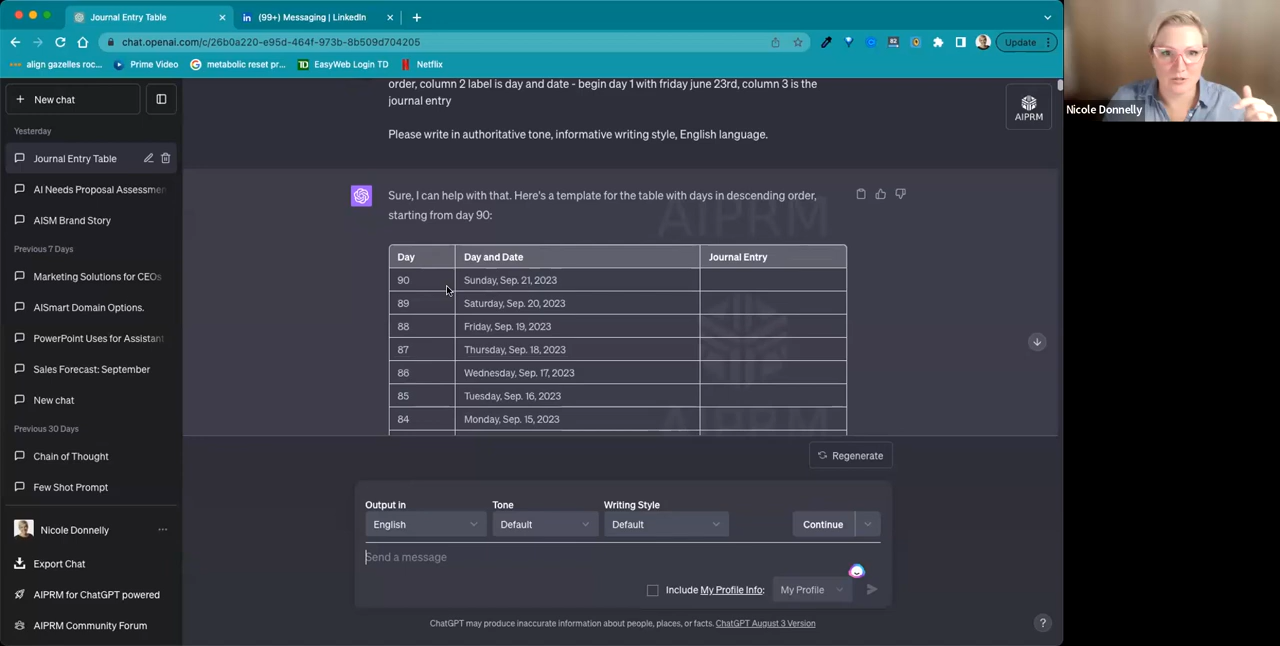 Journal Entry Table
(99+) Messaging | LinkedIn
chat.openai.com/c/26b0a220-e95d-464f-973b-8b509d704205
Update
align gazelles roc...
Prime Video
metabolic reset pr...
EasyWeb Login TD
Netflix
New chat
Yesterday
Journal Entry Table
AI Needs Proposal Assessmen
AISM Brand Story
Previous 7 Days
Marketing Solutions for CEOs
AISmart Domain Options.
PowerPoint Uses for Assistant
Sales Forecast: September
New chat
Previous 30 Days
Chain of Thought
Few Shot Prompt
Nicole Donnelly
Export Chat
AIPRM for ChatGPT powered
AIPRM Community Forum
order, column 2 label is day and date - begin day 1 with friday june 23rd, column 3 is the
journal entry
Please write in authoritative tone, informative writing style, English language.
AIPRM
Sure, I can help with that. Here's a template for the table with days in descending order,
starting from day 90:
AIPRM
Day Day and Date Journal Entry
90 Sunday, Sep. 21, 2023
89 Saturday, Sep. 20, 2023
88 Friday, Sep. 19, 2023
87 Thursday, Sep. 18, 2023
86 Wednesday, Sep. 17, 2023
85 Tuesday, Sep. 16, 2023
84 Monday, Sep. 15, 2023
Regenerate
Output in Tone Writing Style
English Default Default Continue
Send a message
Include My Profile Info: My Profile
ChatGPT may produce inaccurate information about people, places, or facts. ChatGPT August 3 Version
?
Nicole Donnelly